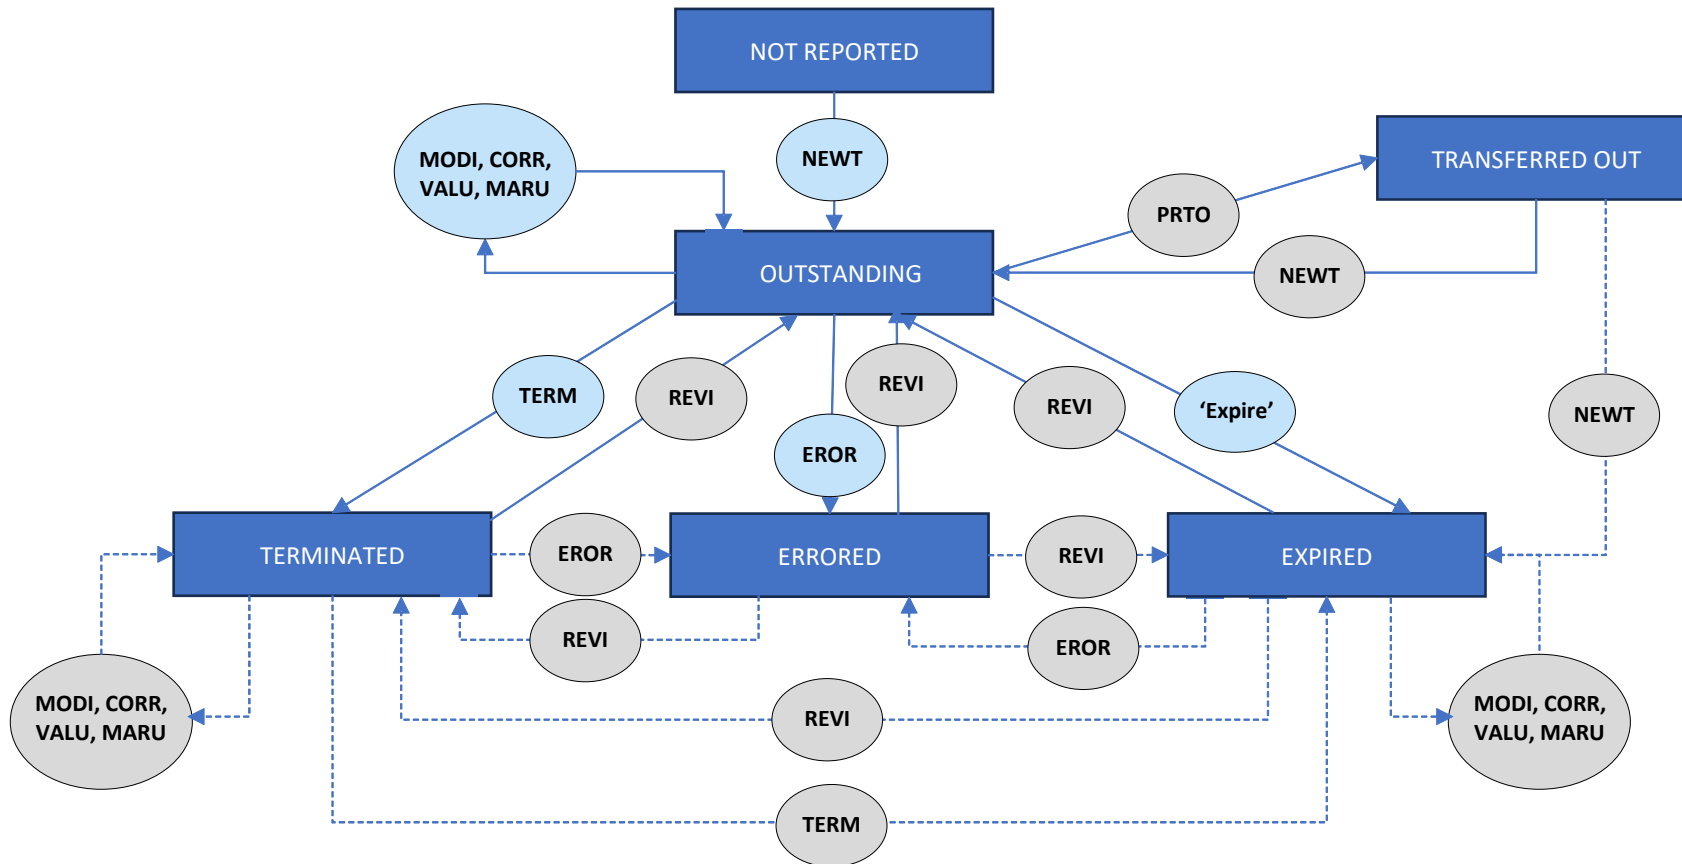 NOT REPORTED
MODI, CORR,
VALU, MARU
NEWT
TRANSFERRED OUT
PRTO
OUTSTANDING
NEWT
TERM
REVI
REVI
REVI
‘Expire’
NEWT
EROR
TERMINATED
EROR
ERRORED
REVI
EXPIRED
REVI
EROR
MODI, CORR,
VALU, MARU
REVI
MODI, CORR,
VALU, MARU
TERM